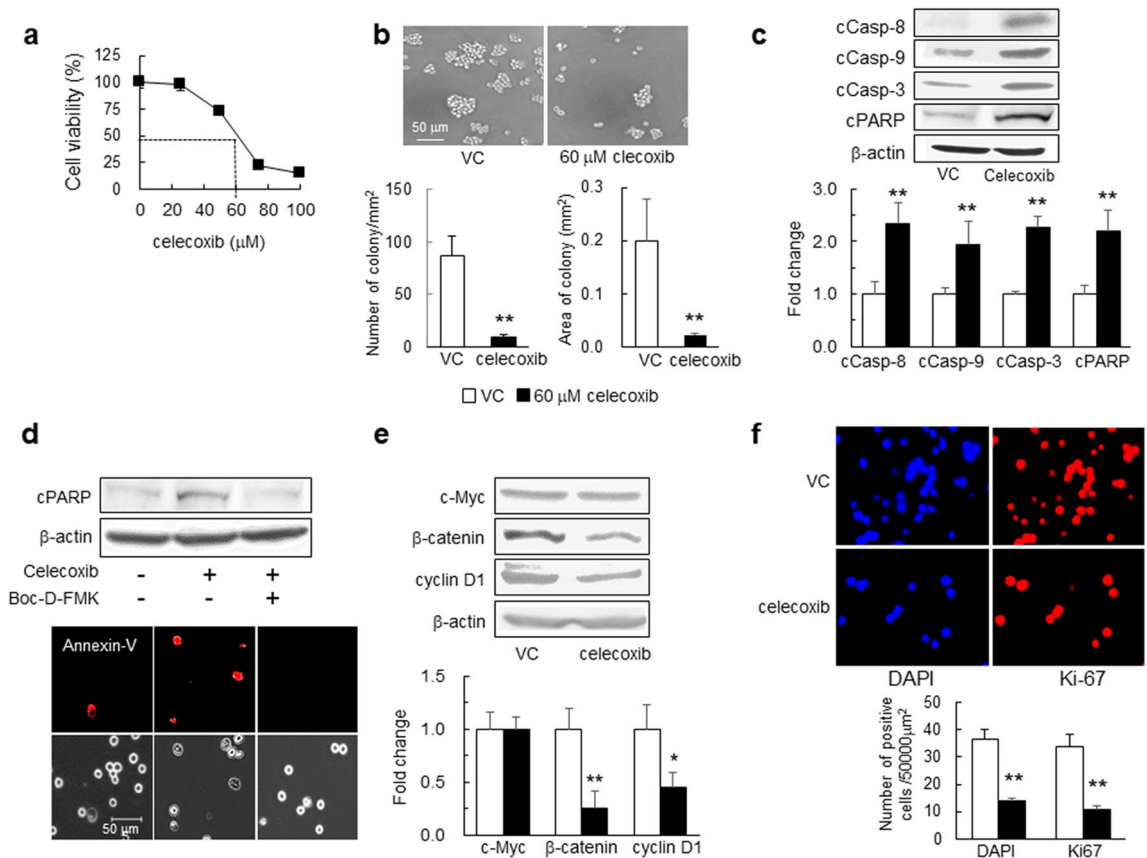 a
Cell viability (%)
125
100
75
50
25
0
0 20 40 60 80 100
celecoxib (μM)
b
50 μm
VC
60 μM clecoxib
Number of colony/mm²
150
100
50
0
VC celecoxib
**
Area of colony (mm²)
0.3
0.2
0.1
0.0
VC celecoxib
**
VC 60 μM celecoxib
c
cCasp-8
cCasp-9
cCasp-3
cPARP
β-actin
VC Celecoxib
Fold change
3.0
2.0
1.0
0.0
** ** ** **
cCasp-8 cCasp-9 cCasp-3 cPARP
d
cPARP
β-actin
Celecoxib - + +
Boc-D-FMK - - +
Annexin-V
50 μm
e
c-Myc
β-catenin
cyclin D1
β-actin
VC celecoxib
Fold change
1.5
1.0
0.5
0.0
** *
c-Myc β-catenin cyclin D1
f
VC
celecoxib
DAPI Ki-67
Number of positive
cells /50000μm²
50
40
30
20
10
0
** **
DAPI Ki67